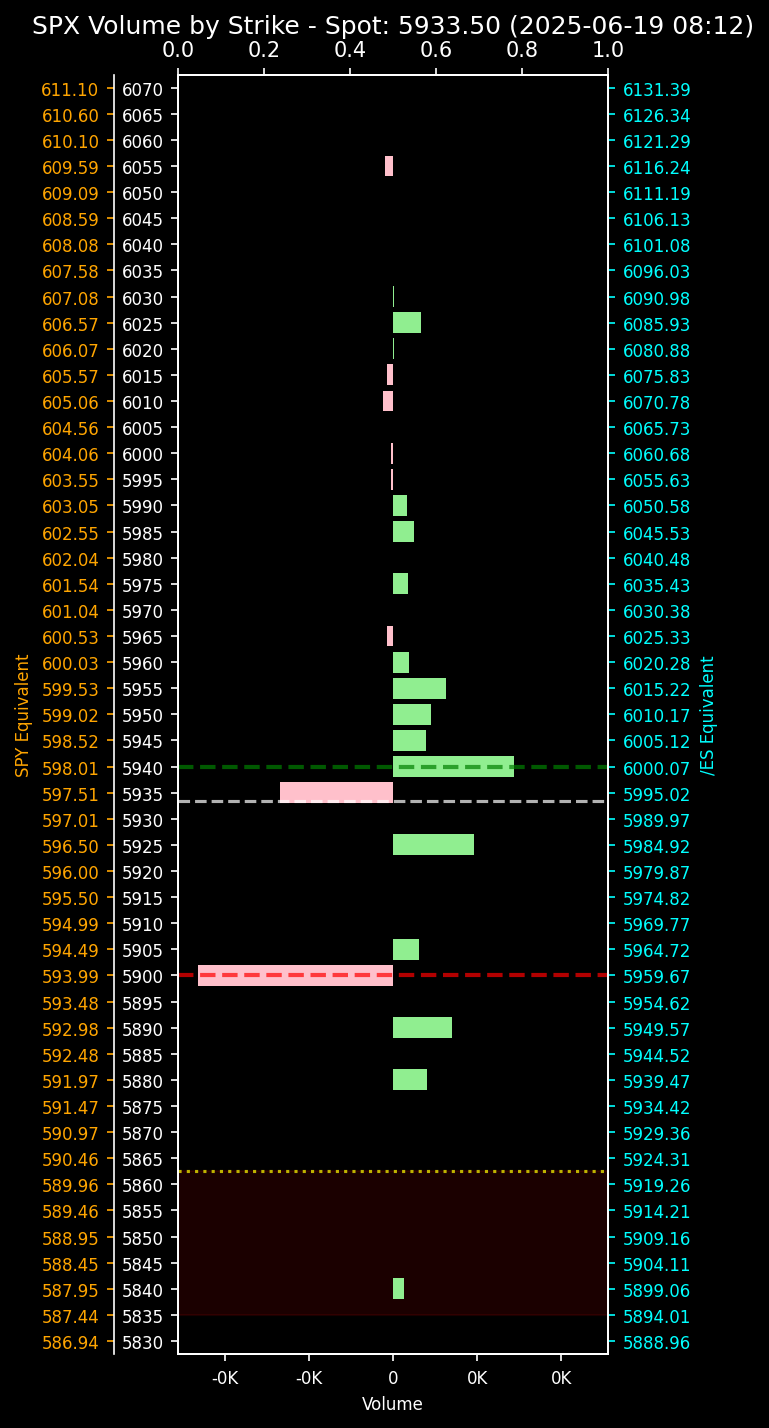 SPX Volume by Strike - Spot: 5933.50 (2025-06-19 08:12)
0.0 0.2 0.4 0.6 0.8 1.0
611.10 6070 6131.39
610.60 6065 6126.34
610.10 6060 6121.29
609.59 6055 6116.24
609.09 6050 6111.19
608.59 6045 6106.13
608.08 6040 6101.08
607.58 6035 6096.03
607.08 6030 6090.98
606.57 6025 6085.93
606.07 6020 6080.88
605.57 6015 6075.83
605.06 6010 6070.78
604.56 6005 6065.73
604.06 6000 6060.68
603.55 5995 6055.63
603.05 5990 6050.58
602.55 5985 6045.53
602.04 5980 6040.48
601.54 5975 6035.43
601.04 5970 6030.38
600.53 5965 6025.33
600.03 5960 6020.28
599.53 5955 6015.22
599.02 5950 6010.17
598.52 5945 6005.12
598.01 5940 6000.07
597.51 5935 5995.02
597.01 5930 5989.97
596.50 5925 5984.92
596.00 5920 5979.87
595.50 5915 5974.82
594.99 5910 5969.77
594.49 5905 5964.72
593.99 5900 5959.67
593.48 5895 5954.62
592.98 5890 5949.57
592.48 5885 5944.52
591.97 5880 5939.47
591.47 5875 5934.42
590.97 5870 5929.36
590.46 5865 5924.31
589.96 5860 5919.26
589.46 5855 5914.21
588.95 5850 5909.16
588.45 5845 5904.11
587.95 5840 5899.06
587.44 5835 5894.01
586.94 5830 5888.96
SPY Equivalent
/ES Equivalent
-0K -0K 0 0K 0K
Volume